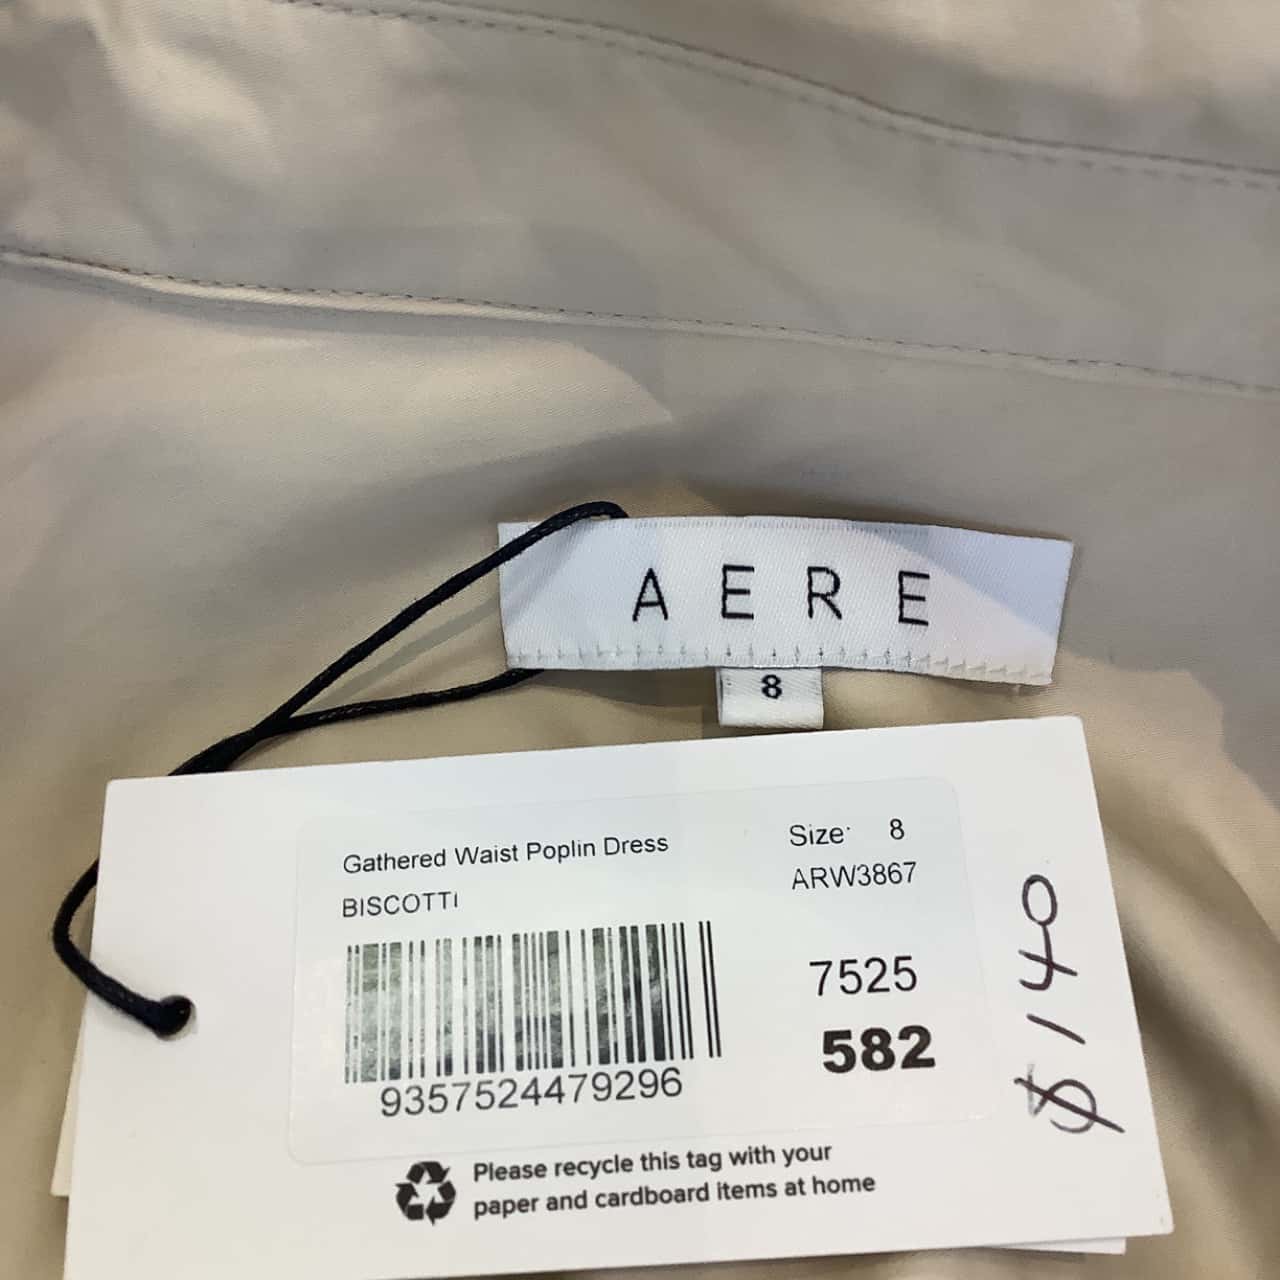 AERE
8
Gathered Waist Poplin Dress
BISCOTTI
Size: 8
ARW3867
7525
582
9357524479296
$140
Please recycle this tag with your
paper and cardboard items at home